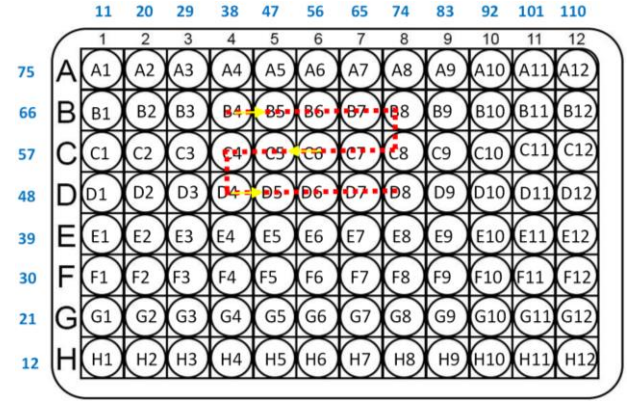 11 20 29 38 47 56 65 74 83 92 101 110
1 2 3 4 5 6 7 8 9 10 11 12
75 A A1 A2 A3 A4 A5 A6 A7 A8 A9 A10 A11 A12
66 B B1 B2 B3 B4 B5 B6 B7 B8 B9 B10 B11 B12
57 C C1 C2 C3 C4 C5 C6 C7 C8 C9 C10 C11 C12
48 D D1 D2 D3 D4 D5 D6 D7 D8 D9 D10 D11 D12
39 E E1 E2 E3 E4 E5 E6 E7 E8 E9 E10 E11 E12
30 F F1 F2 F3 F4 F5 F6 F7 F8 F9 F10 F11 F12
21 G G1 G2 G3 G4 G5 G6 G7 G8 G9 G10 G11 G12
12 H H1 H2 H3 H4 H5 H6 H7 H8 H9 H10 H11 H12